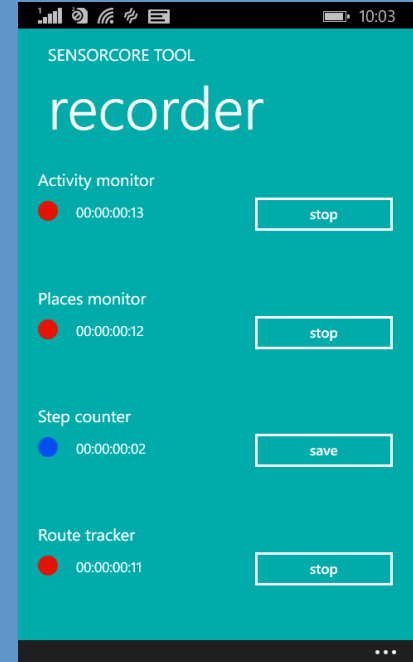 10:03
SENSORCORE TOOL
recorder
Activity monitor
00:00:00:13 stop
Places monitor
00:00:00:12 stop
Step counter
00:00:00:02 save
Route tracker
00:00:00:11 stop